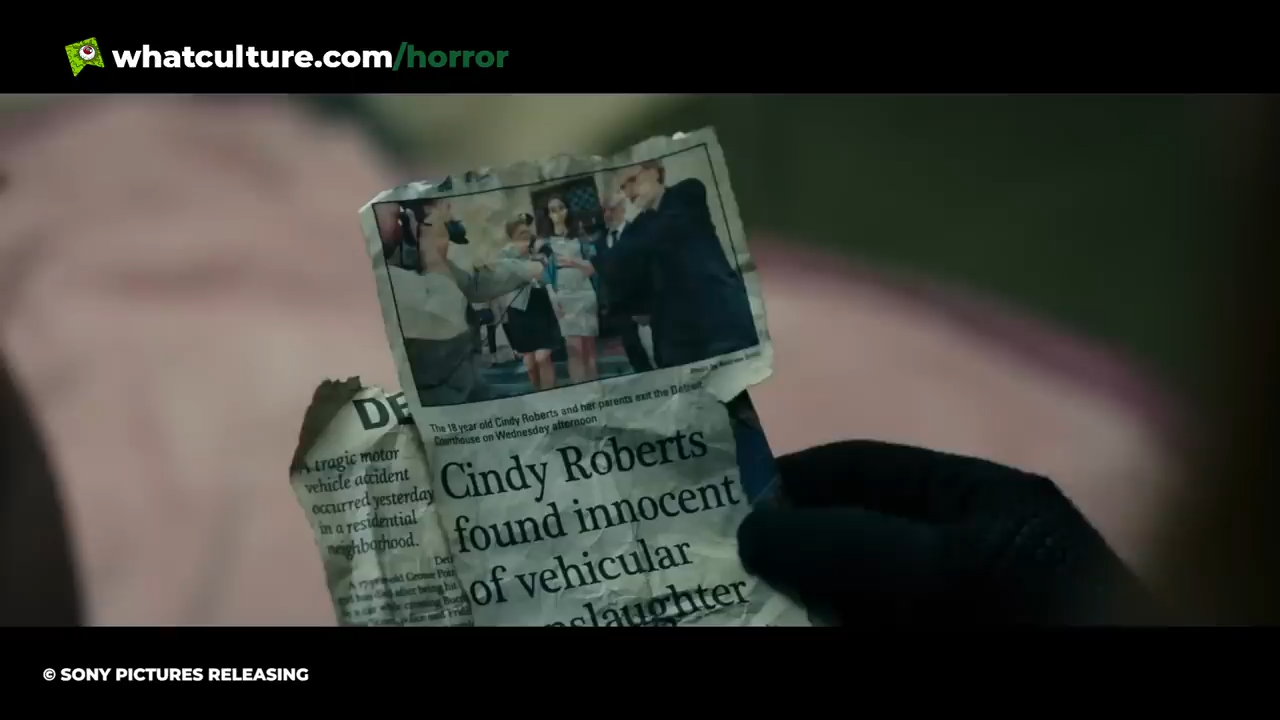 whatculture.com/horror
The 18 year old Cindy Roberts and her parents exit the Detroit
Courthouse on Wednesday afternoon
DE
A tragic motor
vehicle accident
occurred yesterday
in a residential
neighborhood.
Cindy Roberts
found innocent
of vehicular
nslaughter
© SONY PICTURES RELEASING